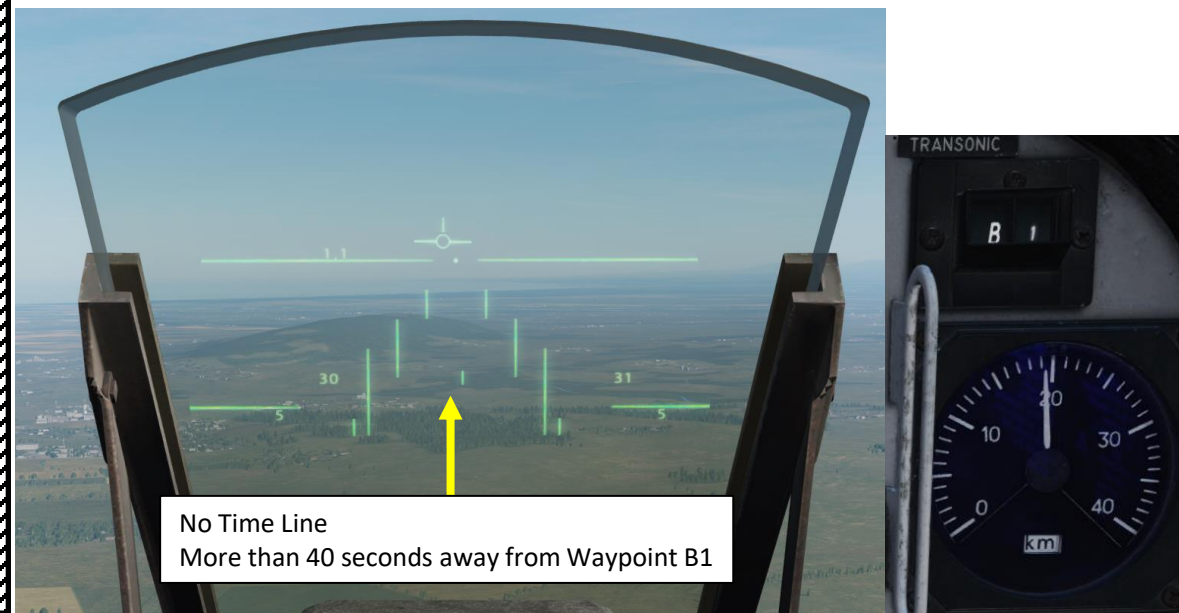 1.1
30 31
5 5
No Time Line
More than 40 seconds away from Waypoint B1
TRANSONIC
B 1
20
10 30
0 40
km